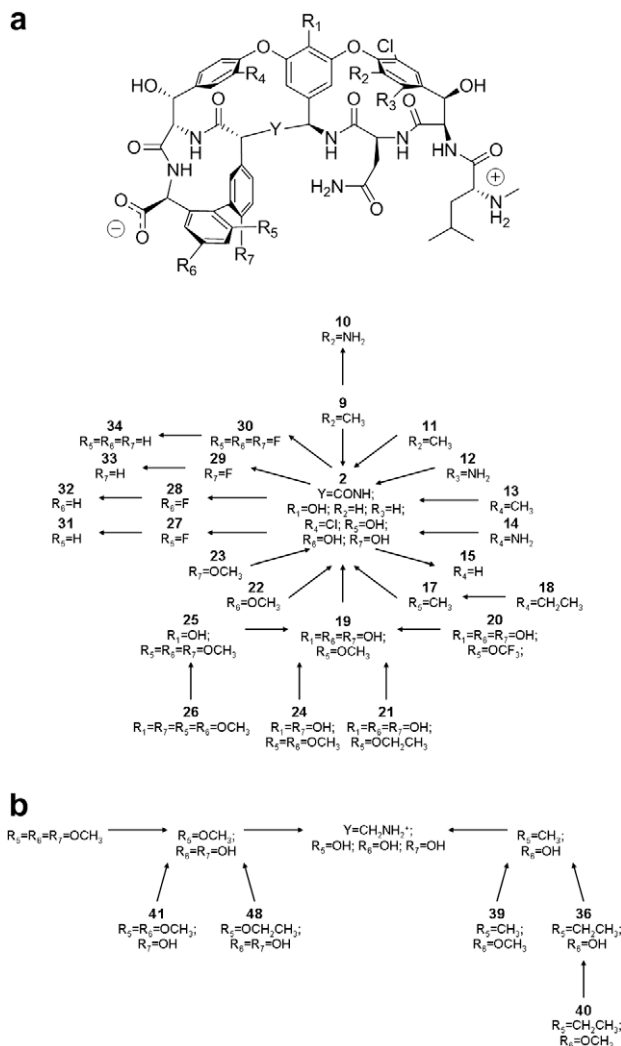 a
R₁
Cl
O
O
HO
R₄
R₂
R₃
OH
O
Y
O
O
O
N
H
N
H
N
H
NH
O
NH
O
H₂N
O
⊕
N
H₂
O
O
⊖
R₅
R₆
R₇
10
R₂=NH₂
9
R₂=CH₃
34
R₅=R₆=R₇=H
30
R₅=R₆=R₇=F
11
R₂=CH₃
33
R₇=H
29
R₇=F
2
Y=CONH;
R₁=OH; R₂=H; R₃=H;
R₄=Cl; R₅=OH;
R₆=OH; R₇=OH
12
R₃=NH₂
32
R₆=H
28
R₆=F
13
R₄=CH₃
31
R₅=H
27
R₅=F
14
R₄=NH₂
23
R₇=OCH₃
15
R₄=H
22
R₆=OCH₃
17
R₅=CH₃
18
R₄=CH₂CH₃
25
R₁=OH;
R₅=R₆=R₇=OCH₃
19
R₁=R₆=R₇=OH;
R₅=OCH₃
20
R₁=R₆=R₇=OH;
R₅=OCF₃;
26
R₁=R₇=R₅=R₆=OCH₃
24
R₁=R₇=OH;
R₅=R₆=OCH₃
21
R₁=R₆=R₇=OH;
R₅=OCH₂CH₃
b
R₅=R₆=R₇=OCH₃
R₅=OCH₃;
R₆=R₇=OH
Y=CH₂NH₂⁺;
R₅=OH; R₆=OH; R₇=OH
R₅=CH₃;
R₆=OH
41
R₅=R₆=OCH₃;
R₇=OH
48
R₅=OCH₂CH₃;
R₆=R₇=OH
39
R₅=CH₃;
R₆=OCH₃
36
R₅=CH₂CH₃;
R₆=OH
40
R₅=CH₂CH₃;
R₆=OCH₃